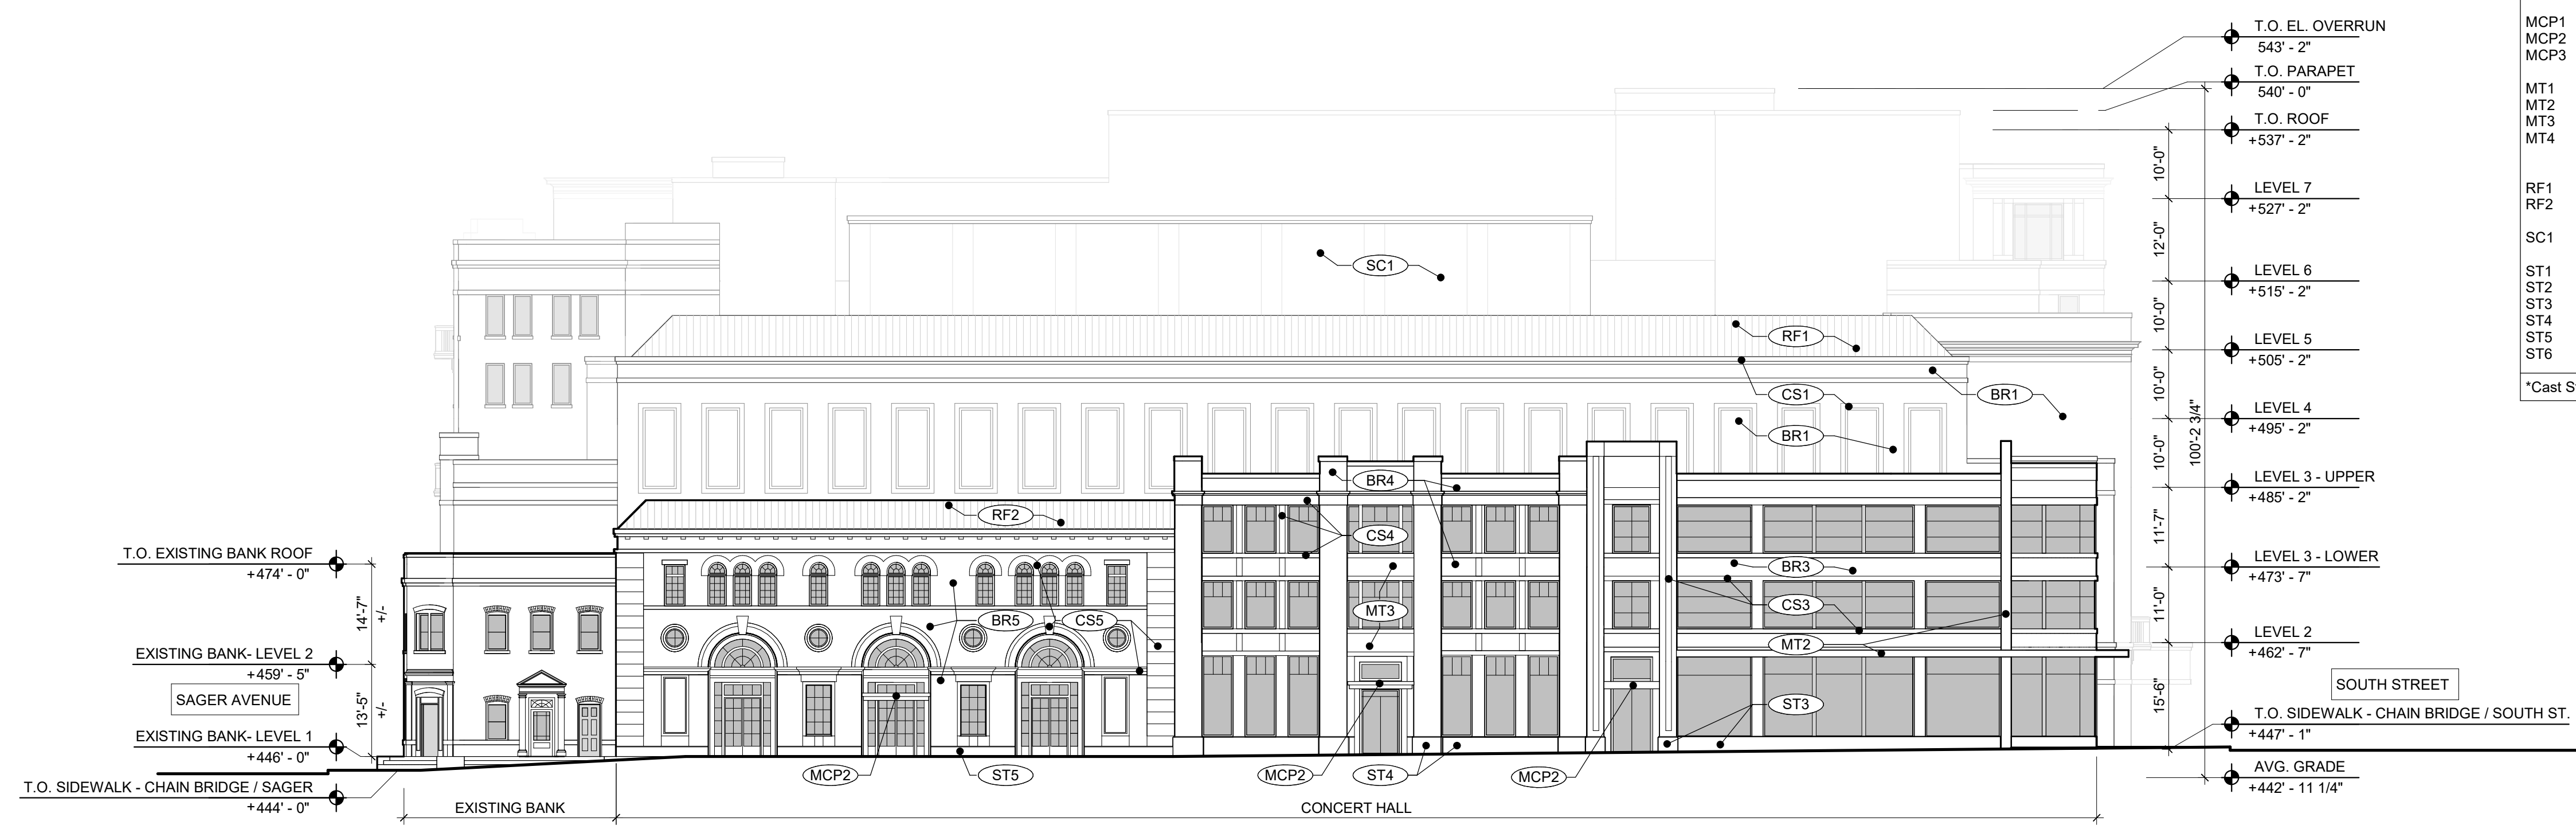 T.O. EL. OVERRUN
543' - 2"
T.O. PARAPET
540' - 0"
T.O. ROOF
+537' - 2"
10'-0"
LEVEL 7
+527' - 2"
12'-0"
LEVEL 6
+515' - 2"
10'-0"
LEVEL 5
+505' - 2"
10'-0"
LEVEL 4
+495' - 2"
10'-0"
100'-2 3/4"
LEVEL 3 - UPPER
+485' - 2"
11'-7"
LEVEL 3 - LOWER
+473' - 7"
11'-0"
LEVEL 2
+462' - 7"
15'-6"
SOUTH STREET
T.O. SIDEWALK - CHAIN BRIDGE / SOUTH ST.
+447' - 1"
AVG. GRADE
+442' - 11 1/4"
MCP1
MCP2
MCP3
MT1
MT2
MT3
MT4
RF1
RF2
SC1
ST1
ST2
ST3
ST4
ST5
ST6
*Cast S
SC1
RF1
CS1
BR1
BR1
BR4
RF2
CS4
BR3
CS3
MT3
BR5
CS5
MT2
ST3
MCP2
ST5
MCP2
ST4
MCP2
T.O. EXISTING BANK ROOF
+474' - 0"
14'-7"
+/-
EXISTING BANK- LEVEL 2
+459' - 5"
SAGER AVENUE
13'-5"
+/-
EXISTING BANK- LEVEL 1
+446' - 0"
T.O. SIDEWALK - CHAIN BRIDGE / SAGER
+444' - 0"
EXISTING BANK
CONCERT HALL